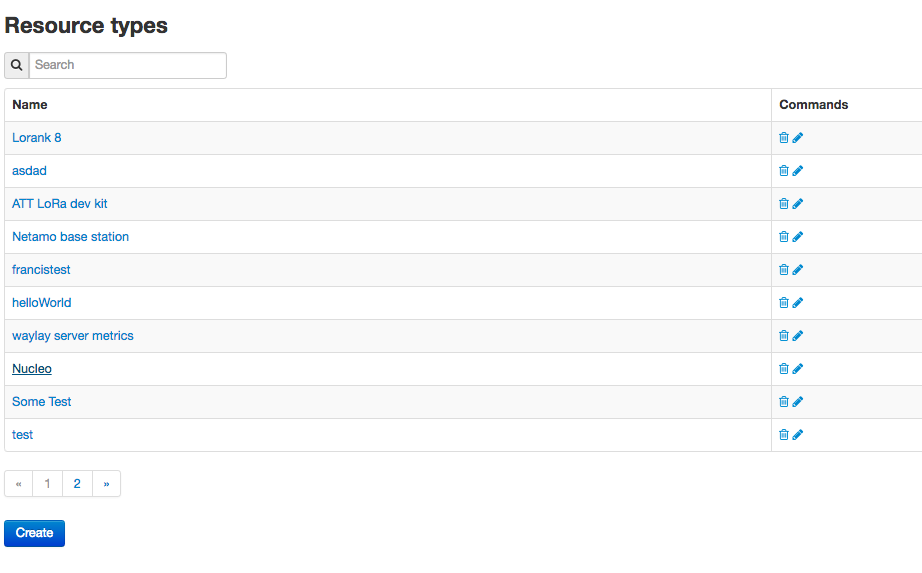 Resource types
Search
Name Commands
Lorank 8
asdad
ATT LoRa dev kit
Netamo base station
francistest
helloWorld
waylay server metrics
Nucleo
Some Test
test
« 1 2 »
Create